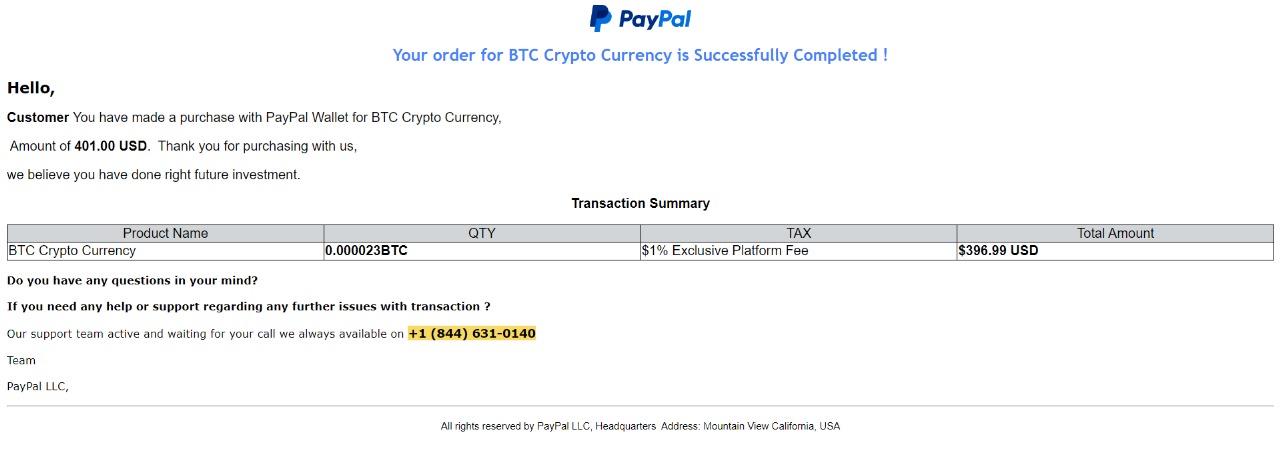 PayPal
Your order for BTC Crypto Currency is Successfully Completed !
Hello,
Customer You have made a purchase with PayPal Wallet for BTC Crypto Currency,
Amount of 401.00 USD. Thank you for purchasing with us,
we believe you have done right future investment.
Transaction Summary
Product Name QTY TAX Total Amount
BTC Crypto Currency 0.000023BTC $1% Exclusive Platform Fee $396.99 USD
Do you have any questions in your mind?
If you need any help or support regarding any further issues with transaction ?
Our support team active and waiting for your call we always available on +1 (844) 631-0140
Team
PayPal LLC,
All rights reserved by PayPal LLC, Headquarters Address: Mountain View California, USA